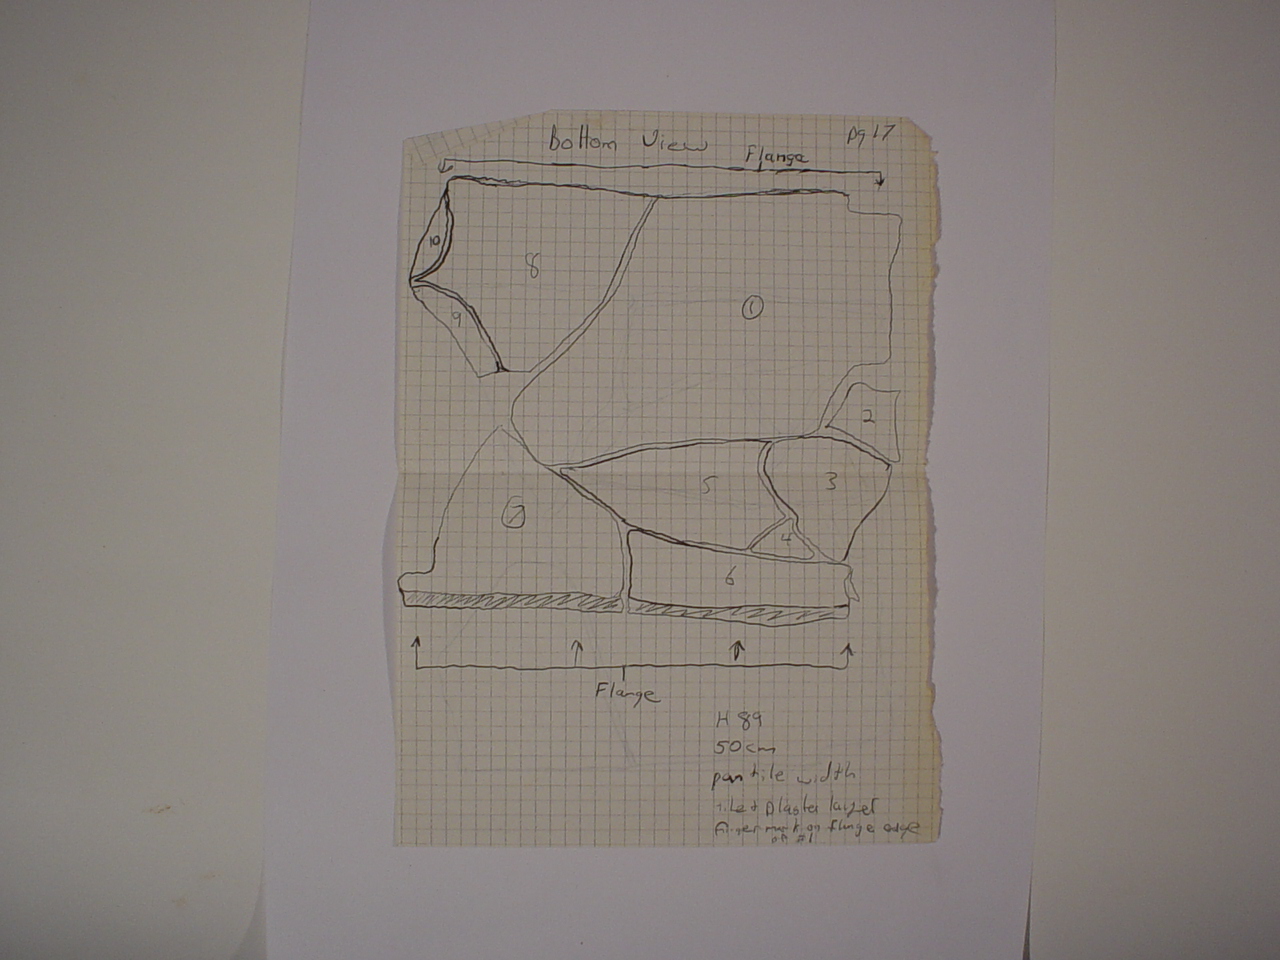 bottom View
pg 17
Flange
10
8
9
1
2
5
3
4
6
Flange
H 89
50cm
pan tile width
tile + Plaster layer
finger mark on flange edge
of #1